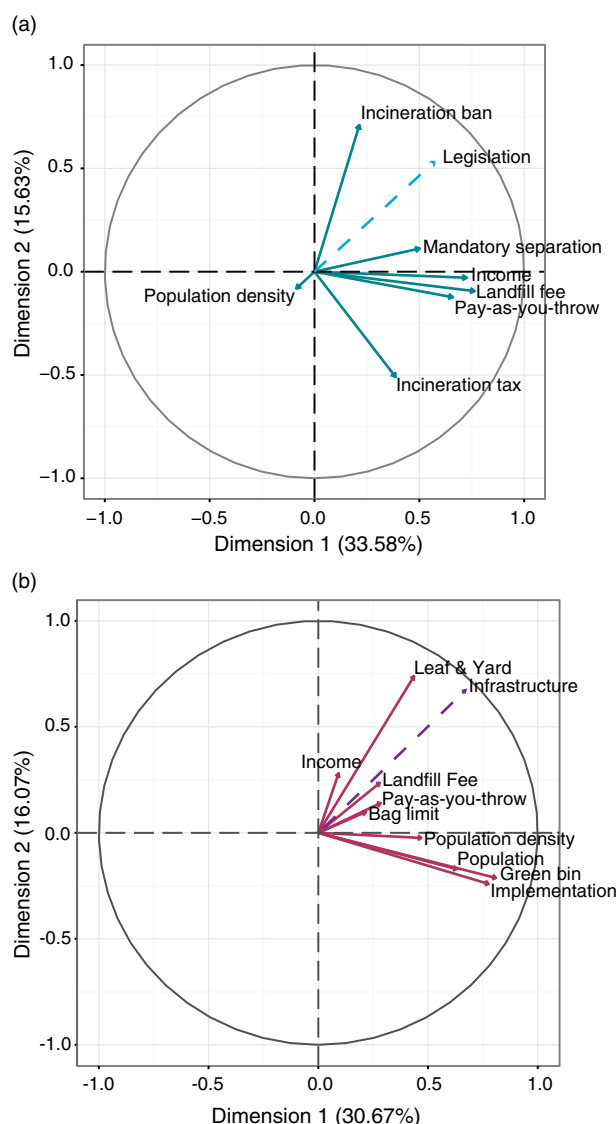 (a)
1.0
0.5
0.0
−0.5
−1.0
Dimension 2 (15.63%)
Incineration ban
Legislation
Mandatory separation
Income
Landfill fee
Pay-as-you-throw
Population density
Incineration tax
−1.0 −0.5 0.0 0.5 1.0
Dimension 1 (33.58%)
(b)
1.0
0.5
0.0
-0.5
-1.0
Dimension 2 (16.07%)
Leaf & Yard
Infrastructure
Income
Landfill Fee
Pay-as-you-throw
Bag limit
Population density
Population
Green bin
Implementation
-1.0 -0.5 0.0 0.5 1.0
Dimension 1 (30.67%)